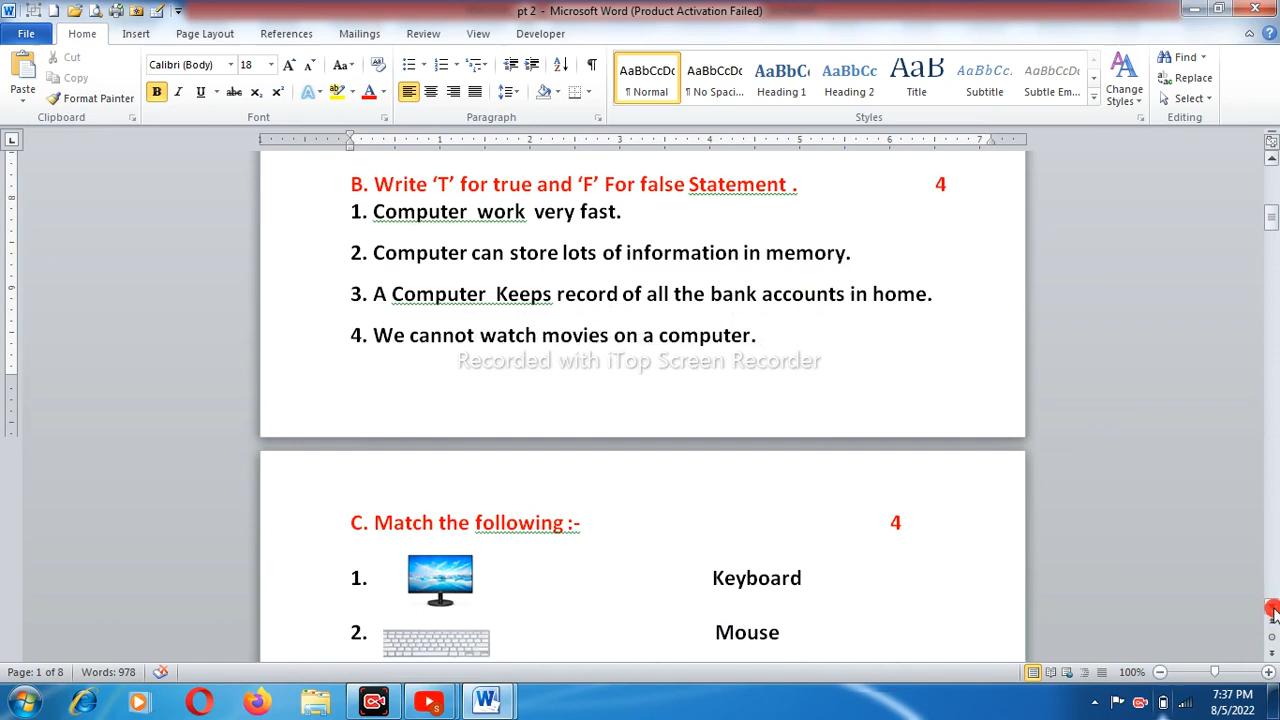 pt 2 - Microsoft Word (Product Activation Failed)
File Home Insert Page Layout References Mailings Review View Developer
Cut
Copy
Format Painter
Paste
Clipboard
Calibri (Body) 18
Font
Paragraph
AaBbCcDc AaBbCcDc AaBbCc AaBbCc AaB AaBbCcD AaBbCcDc
¶ Normal ¶ No Spaci... Heading 1 Heading 2 Title Subtitle Subtle Em...
Change Styles
Styles
Find
Replace
Select
Editing
B. Write ‘T’ for true and ‘F’ For false Statement . 4
1. Computer work very fast.
2. Computer can store lots of information in memory.
3. A Computer Keeps record of all the bank accounts in home.
4. We cannot watch movies on a computer.
Recorded with iTop Screen Recorder
C. Match the following :- 4
1. Keyboard
2. Mouse
Page: 1 of 8 Words: 978 100%
7:37 PM
8/5/2022